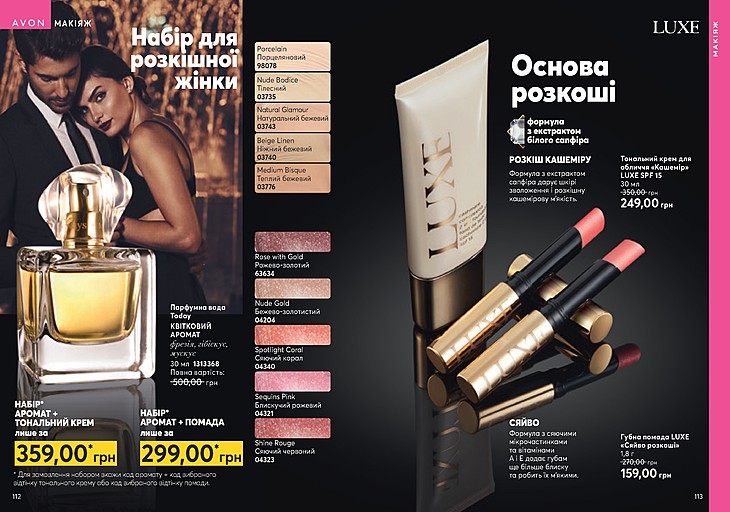 AVON МАКІЯЖ
Набір для
розкішної
жінки
Porcelain
Порцеляновий
98078
Nude Bodice
Тілесний
03735
Natural Glamour
Натуральний бежевий
03743
Beige Linen
Ніжний бежевий
03740
Medium Bisque
Теплий бежевий
03776
Rose with Gold
Рожево-золотий
63634
Nude Gold
Бежево-золотистий
04204
Spotlight Coral
Сяючий корал
04340
Sequins Pink
Блискучий рожевий
04321
Shine Rouge
Сяючий червоний
04323
Парфумна вода
Today
КВІТКОВИЙ
АРОМАТ
фрезія, гібіскус,
мускус
30 мл 1313368
Повна вартість:
500,00 грн
НАБІР*
АРОМАТ +
ТОНАЛЬНИЙ КРЕМ
лише за
359,00* грн
НАБІР*
АРОМАТ + ПОМАДА
лише за
299,00* грн
* Для замовлення набором вкажи код аромату + код вибраного
відтінку тонального крему або код вибраного відтінку помади.
112
LUXE
МАКІЯЖ
Основа
розкоші
формула
з екстрактом
білого сапфіра
РОЗКІШ КАШЕМІРУ
Формула з екстрактом
сапфіра дарує шкірі
зволоження і розкішну
кашемірову м'якість.
Тональний крем для
обличчя «Кашемір»
LUXE SPF 15
30 мл
350,00 грн
249,00 грн
LUXE
LUXE
LUXE
СЯЙВО
Формула з сяючими
мікрочастинками
та вітамінами
А і Е додає губам
ще більше блиску
та робить їх м'якими.
Губна помада LUXE
«Сяйво розкоші»
1,8 г
270,00 грн
159,00 грн
113